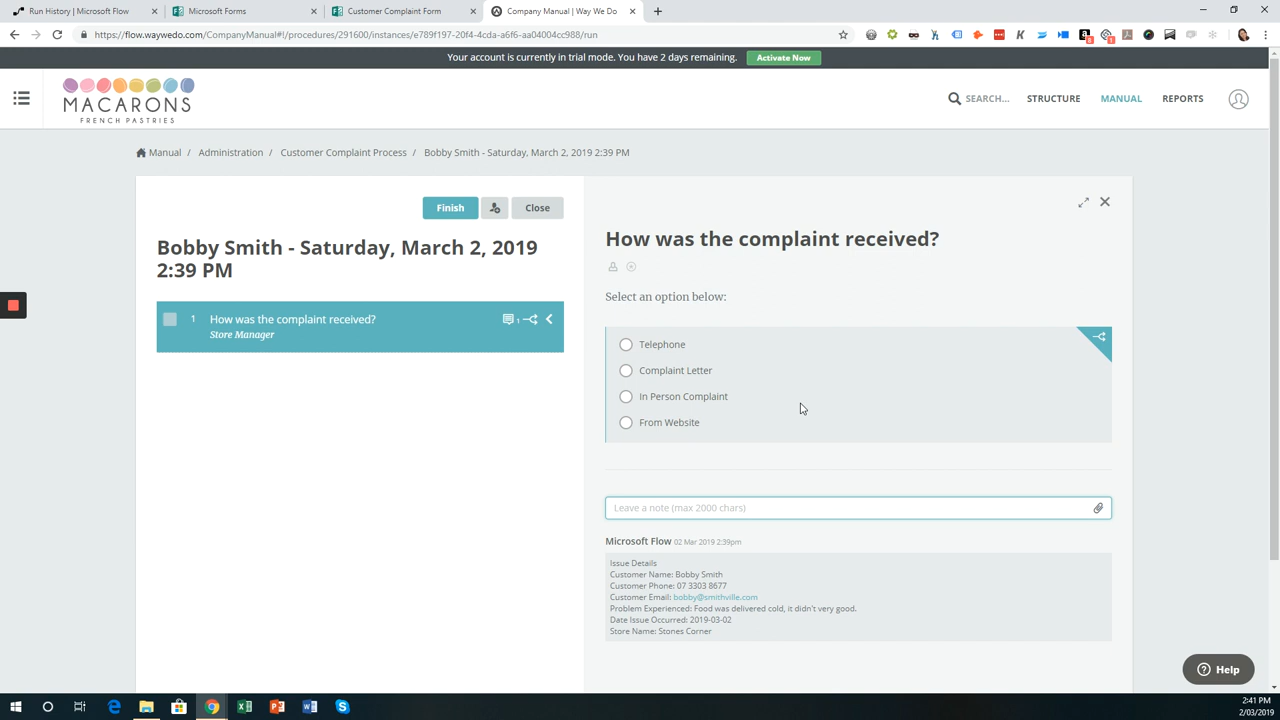 Run History | Microsoft Flow
Microsoft Forms
Customer Complaint Form
Company Manual | Way We Do
https://flow.waywedo.com/CompanyManual#!/procedures/291600/instances/e789f197-20f4-4cda-a6f6-aa04004cc988/run
Your account is currently in trial mode. You have 2 days remaining.
Activate Now
MACARONS
FRENCH PASTRIES
SEARCH...
STRUCTURE
MANUAL
REPORTS
Manual / Administration / Customer Complaint Process / Bobby Smith - Saturday, March 2, 2019 2:39 PM
Finish
Close
Bobby Smith - Saturday, March 2, 2019
2:39 PM
1 How was the complaint received?
1
Store Manager
How was the complaint received?
Select an option below:
Telephone
Complaint Letter
In Person Complaint
From Website
Leave a note (max 2000 chars)
Microsoft Flow 02 Mar 2019 2:39pm
Issue Details
Customer Name: Bobby Smith
Customer Phone: 07 3303 8677
Customer Email: bobby@smithville.com
Problem Experienced: Food was delivered cold, it didn't very good.
Date Issue Occurred: 2019-03-02
Store Name: Stones Corner
Help
2:41 PM
2/03/2019